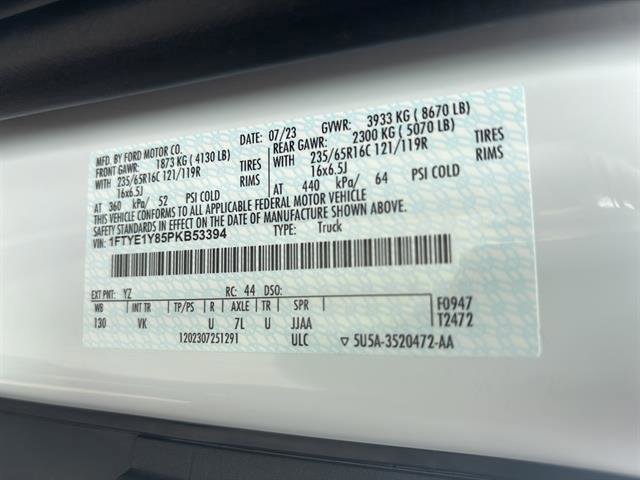 MFD. BY FORD MOTOR CO.
DATE: 07/23 GVWR: 3933 KG ( 8670 LB)
FRONT GAWR: 1873 KG ( 4130 LB)
REAR GAWR: 2300 KG ( 5070 LB)
WITH 235/65R16C 121/119R TIRES
WITH 235/65R16C 121/119R TIRES
16x6.5J RIMS
16x6.5J RIMS
AT 360 kPa/ 52 PSI COLD
AT 440 kPa/ 64 PSI COLD
THIS VEHICLE CONFORMS TO ALL APPLICABLE FEDERAL MOTOR VEHICLE
SAFETY STANDARDS IN EFFECT ON THE DATE OF MANUFACTURE SHOWN ABOVE.
VIN: 1FTYE1Y85PKB53394
TYPE: Truck
EXT PNT: YZ RC: 44 DSO:
WB INT TR TP/PS R AXLE TR SPR
130 VK U 7L U JJAA
F0947
T2472
1202307251291 ULC ▽ 5U5A-3520472-AA